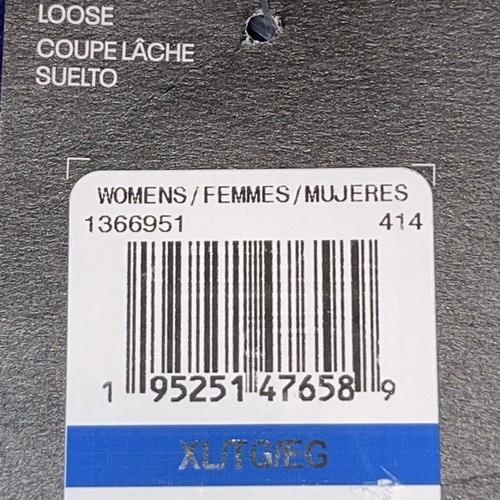 LOOSE
COUPE LÂCHE
SUELTO
WOMENS/FEMMES/MUJERES
1366951 414
1 95251 47658 9
XL/TG/EG